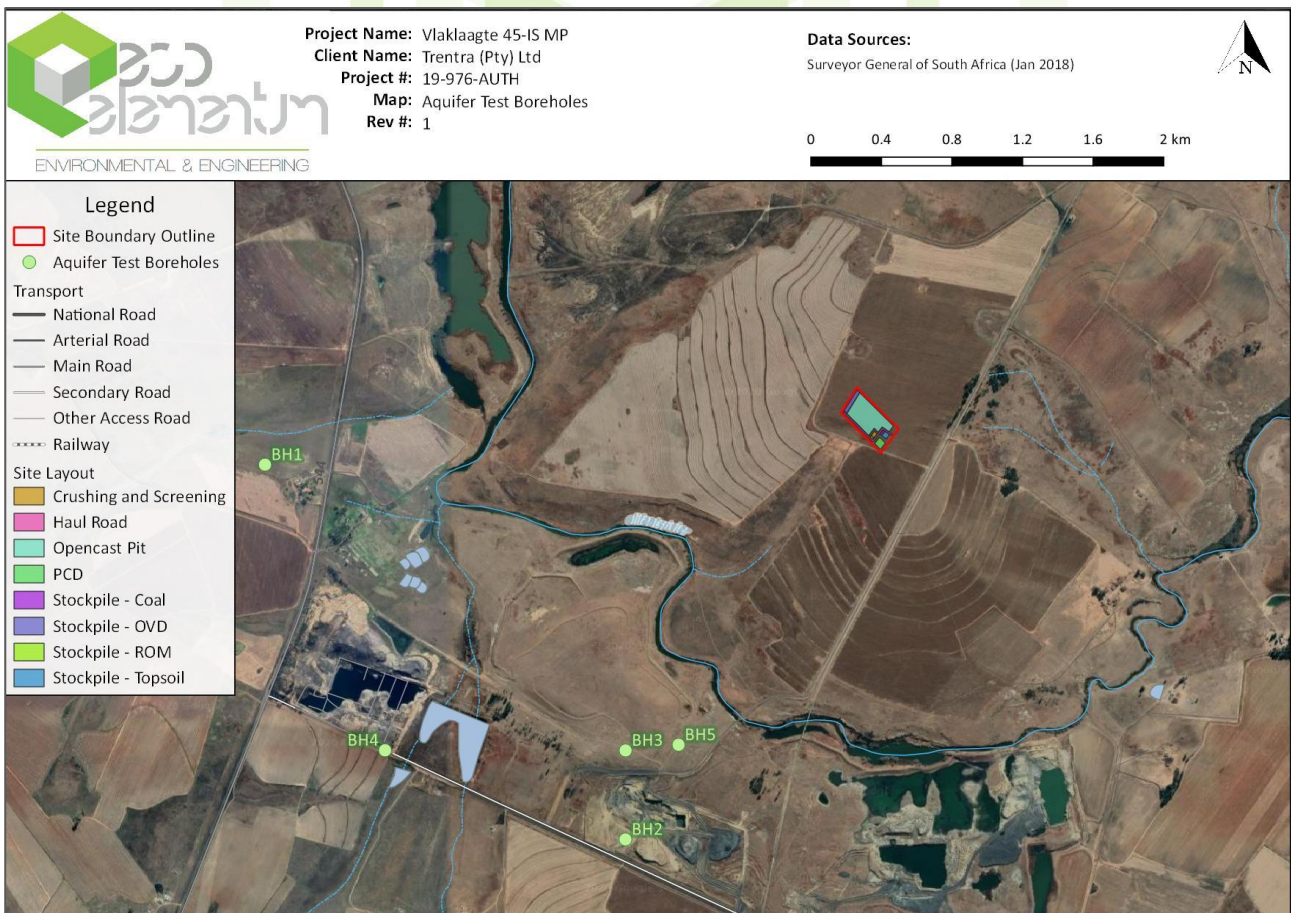 eco
elementum
ENVIRONMENTAL & ENGINEERING
Project Name: Vlaklaagte 45-IS MP
Client Name: Trentra (Pty) Ltd
Project #: 19-976-AUTH
Map: Aquifer Test Boreholes
Rev #: 1
Data Sources:
Surveyor General of South Africa (Jan 2018)
N
0 0.4 0.8 1.2 1.6 2 km
Legend
Site Boundary Outline
Aquifer Test Boreholes
Transport
National Road
Arterial Road
Main Road
Secondary Road
Other Access Road
Railway
Site Layout
Crushing and Screening
Haul Road
Opencast Pit
PCD
Stockpile - Coal
Stockpile - OVD
Stockpile - ROM
Stockpile - Topsoil
BH1
BH4
BH3
BH5
BH2